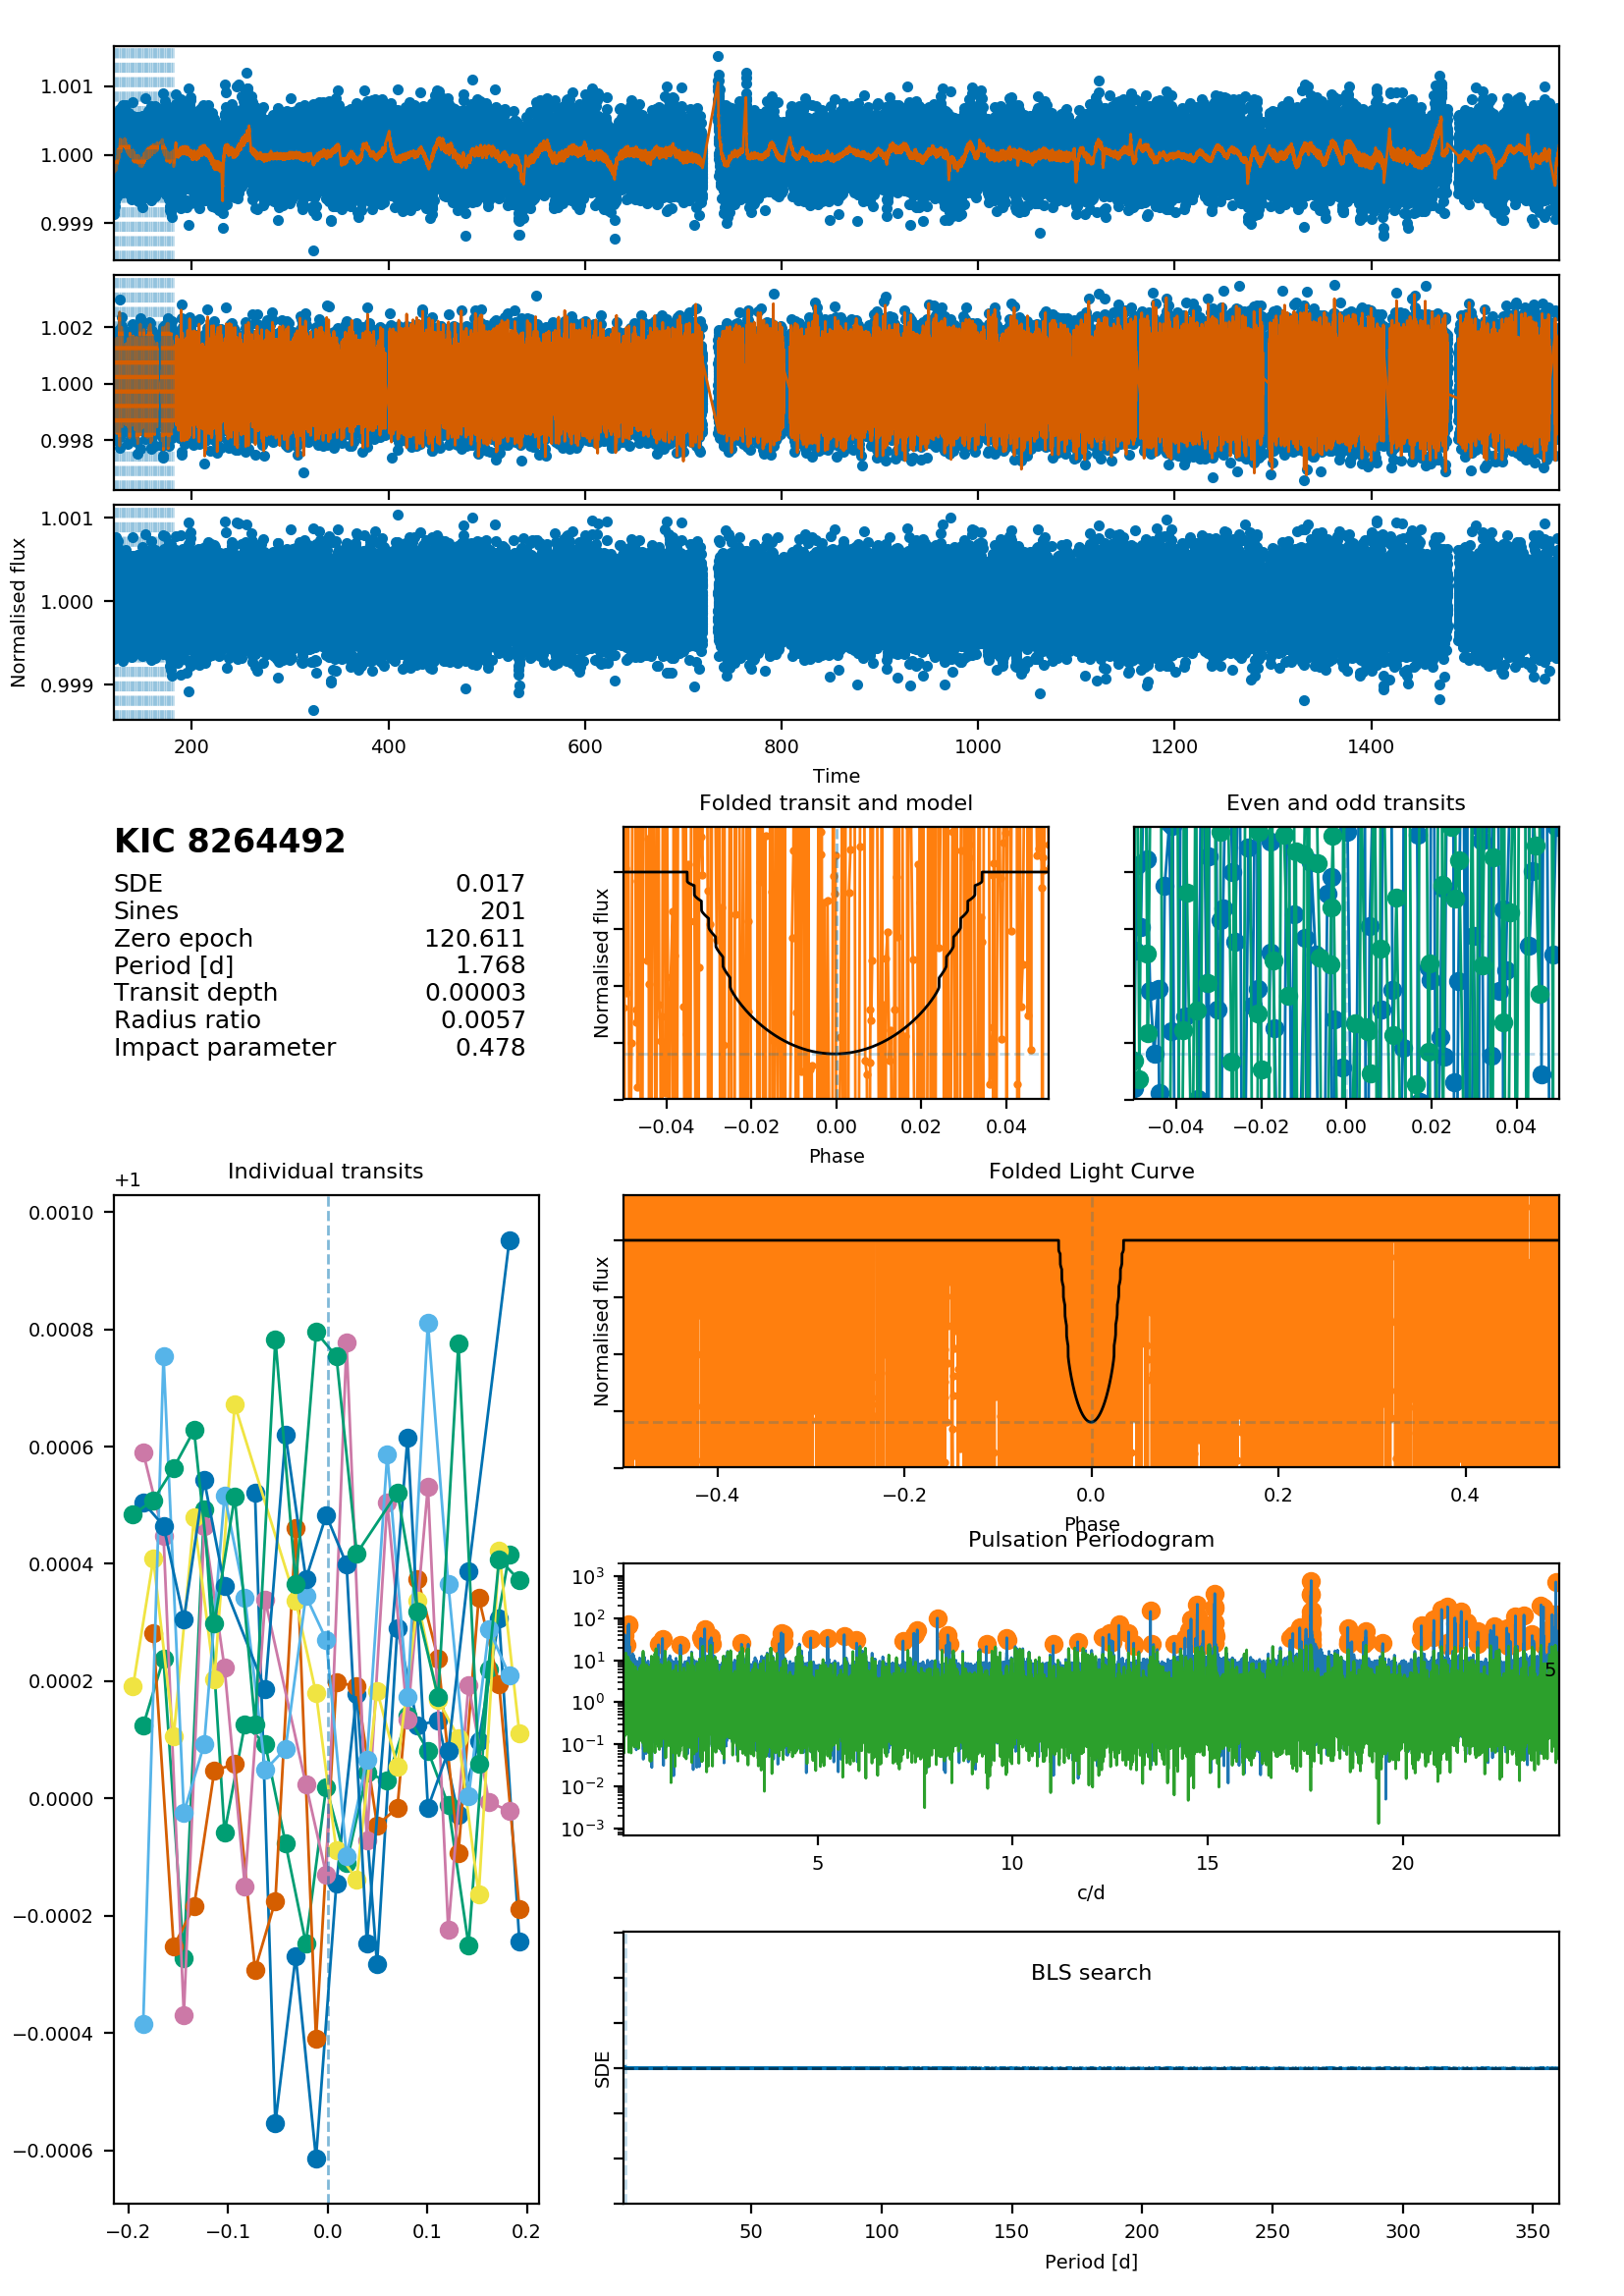 1.001
1.000
0.999
1.002
1.000
0.998
1.001
1.000
0.999
Normalised flux
200 400 600 800 1000 1200 1400
Time
KIC 8264492
SDE 0.017
Sines 201
Zero epoch 120.611
Period [d] 1.768
Transit depth 0.00003
Radius ratio 0.0057
Impact parameter 0.478
Folded transit and model
Normalised flux
−0.04 −0.02 0.00 0.02 0.04
Phase
Even and odd transits
−0.04 −0.02 0.00 0.02 0.04
Individual transits
+1
0.0010
0.0008
0.0006
0.0004
0.0002
0.0000
−0.0002
−0.0004
−0.0006
−0.2 −0.1 0.0 0.1 0.2
Folded Light Curve
Normalised flux
−0.4 −0.2 0.0 0.2 0.4
Phase
Pulsation Periodogram
10³
10²
10¹
10⁰
10⁻¹
10⁻²
10⁻³
5
5 10 15 20
c/d
BLS search
SDE
50 100 150 200 250 300 350
Period [d]